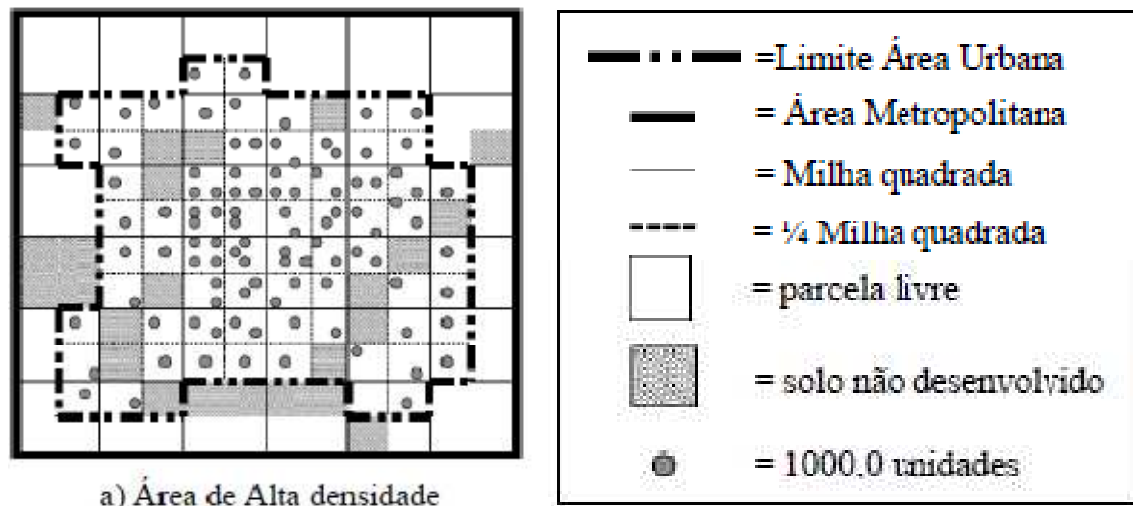 =Limite Área Urbana
= Área Metropolitana
= Milha quadrada
= ¼ Milha quadrada
= parcela livre
= solo não desenvolvido
= 1000,0 unidades
a) Área de Alta densidade